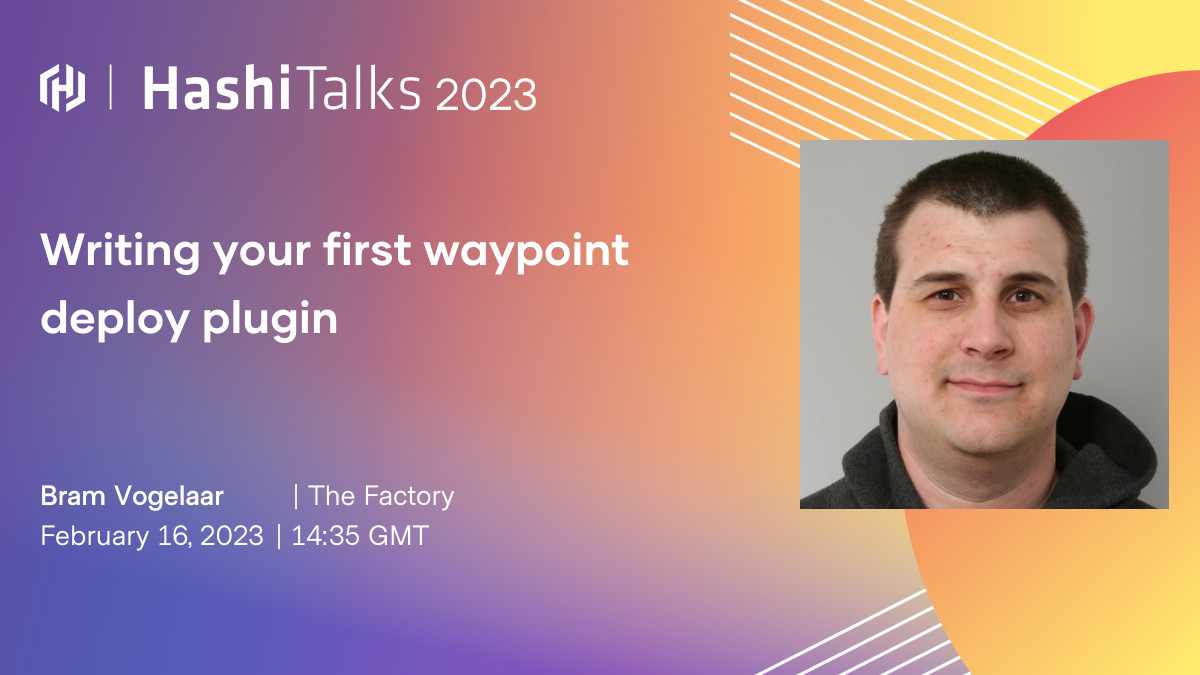 HashiTalks 2023
Writing your first waypoint
deploy plugin
Bram Vogelaar | The Factory
February 16, 2023 | 14:35 GMT